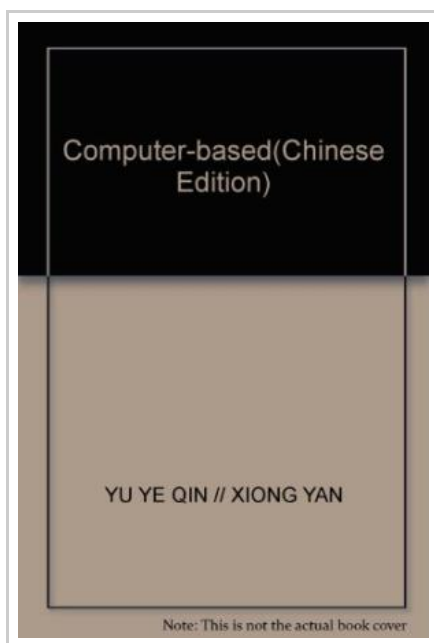 Computer-based(Chinese
Edition)
YU YE QIN // XIONG YAN
Note: This is not the actual book cover